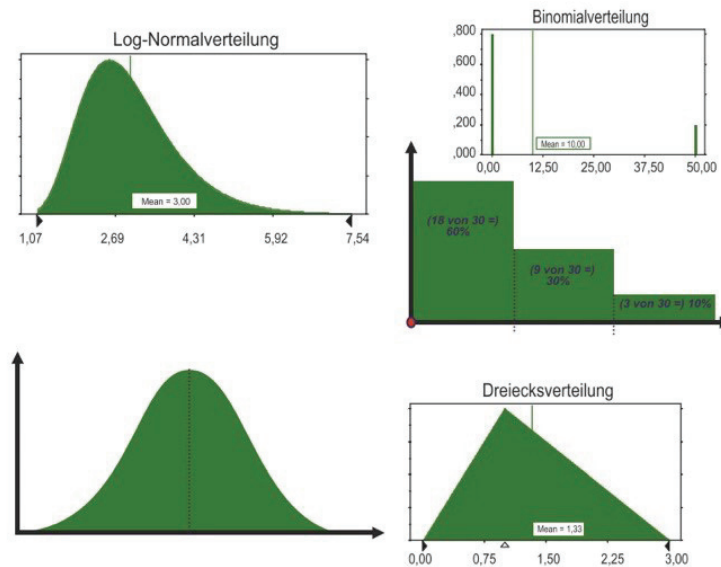 Log-Normalverteilung
Mean = 3.00
1,07 2,69 4,31 5,92 7,54
Binomialverteilung
,800
,600
,400
,200
,000
Mean = 10,00
0,00 12,50 25,00 37,50 50,00
(18 von 30 =)
60%
(9 von 30 =)
30%
(3 von 30 =) 10%
Dreiecksverteilung
Mean = 1,33
0,00 0,75 1,50 2,25 3,00